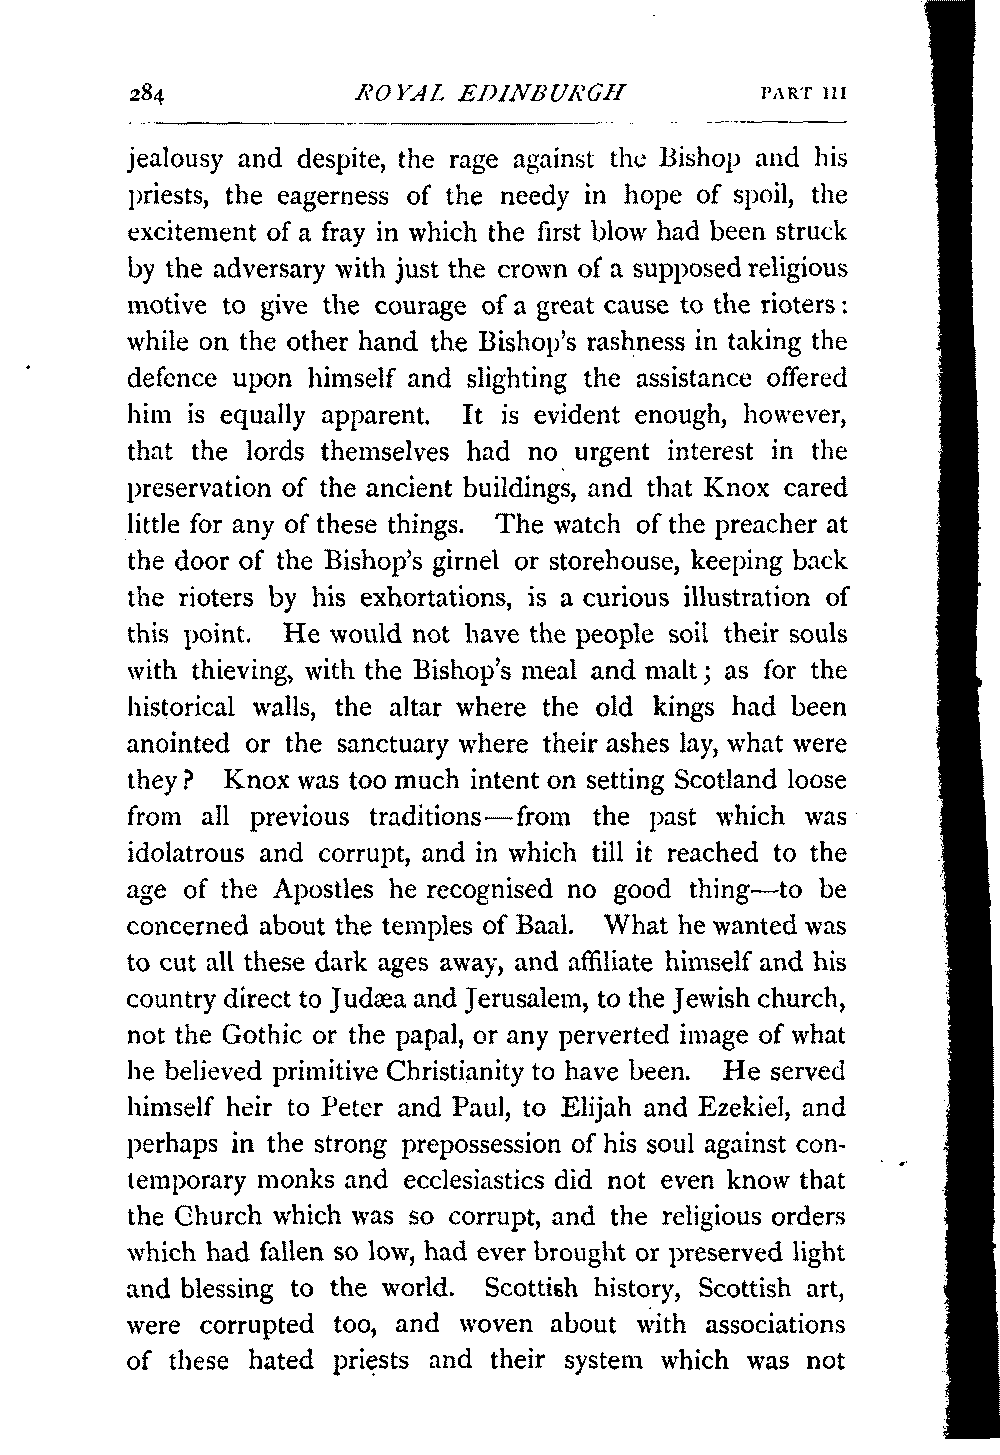 284 ROYAL EDINBURGH PART III
jealousy and despite, the rage against the Bishop and his
priests, the eagerness of the needy in hope of spoil, the
excitement of a fray in which the first blow had been struck
by the adversary with just the crown of a supposed religious
motive to give the courage of a great cause to the rioters:
while on the other hand the Bishop's rashness in taking the
defence upon himself and slighting the assistance offered
him is equally apparent. It is evident enough, however,
that the lords themselves had no urgent interest in the
preservation of the ancient buildings, and that Knox cared
little for any of these things. The watch of the preacher at
the door of the Bishop's girnel or storehouse, keeping back
the rioters by his exhortations, is a curious illustration of
this point. He would not have the people soil their souls
with thieving, with the Bishop's meal and malt; as for the
historical walls, the altar where the old kings had been
anointed or the sanctuary where their ashes lay, what were
they? Knox was too much intent on setting Scotland loose
from all previous traditions—from the past which was
idolatrous and corrupt, and in which till it reached to the
age of the Apostles he recognised no good thing—to be
concerned about the temples of Baal. What he wanted was
to cut all these dark ages away, and affiliate himself and his
country direct to Judæa and Jerusalem, to the Jewish church,
not the Gothic or the papal, or any perverted image of what
he believed primitive Christianity to have been. He served
himself heir to Peter and Paul, to Elijah and Ezekiel, and
perhaps in the strong prepossession of his soul against con-
temporary monks and ecclesiastics did not even know that
the Church which was so corrupt, and the religious orders
which had fallen so low, had ever brought or preserved light
and blessing to the world. Scottish history, Scottish art,
were corrupted too, and woven about with associations
of these hated priests and their system which was not